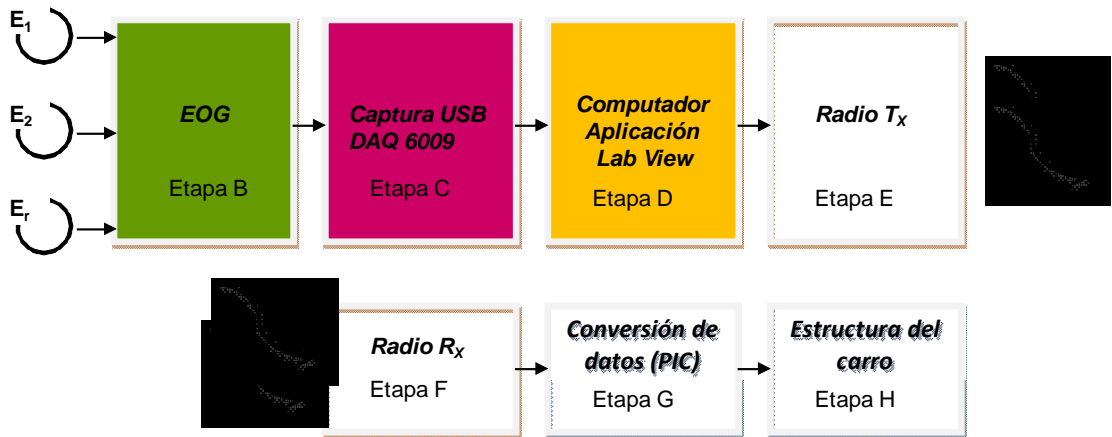 E1
E2
Er
EOG
Etapa B
Captura USB
DAQ 6009
Etapa C
Computador
Aplicación
Lab View
Etapa D
Radio TX
Etapa E
Radio RX
Etapa F
Conversión de
datos (PIC)
Etapa G
Estructura del
carro
Etapa H